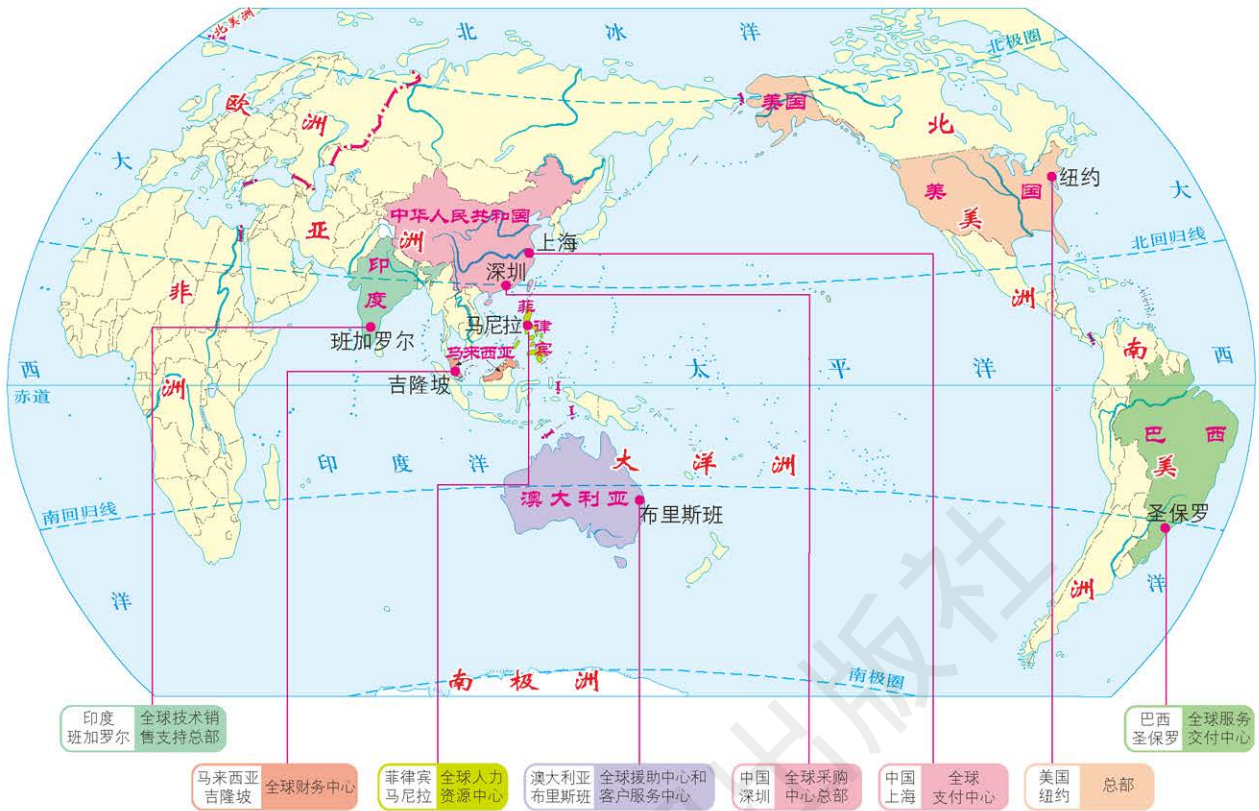 北美洲
北 冰 洋
北极圈
欧洲
美国
北
大
美国
纽约
大
中华人民共和国
美
亚
洲
上海
北回归线
印度
深圳
洲
非
菲律宾
马尼拉
班加罗尔
马来西亚
南
西
太 平 洋
西
吉隆坡
赤道
洲
巴西
印 度 洋
大 洋 洲
美
澳大利亚
南回归线
布里斯班
圣保罗
洋
洲
洋
南 极 洲
南极圈
出版社
印度
班加罗尔
全球技术销
售支持总部
巴西
圣保罗
全球服务
交付中心
马来西亚
吉隆坡
全球财务中心
菲律宾
马尼拉
全球人力
资源中心
澳大利亚
布里斯班
全球援助中心和
客户服务中心
中国
深圳
全球采购
中心总部
中国
上海
全球
支付中心
美国
纽约
总部